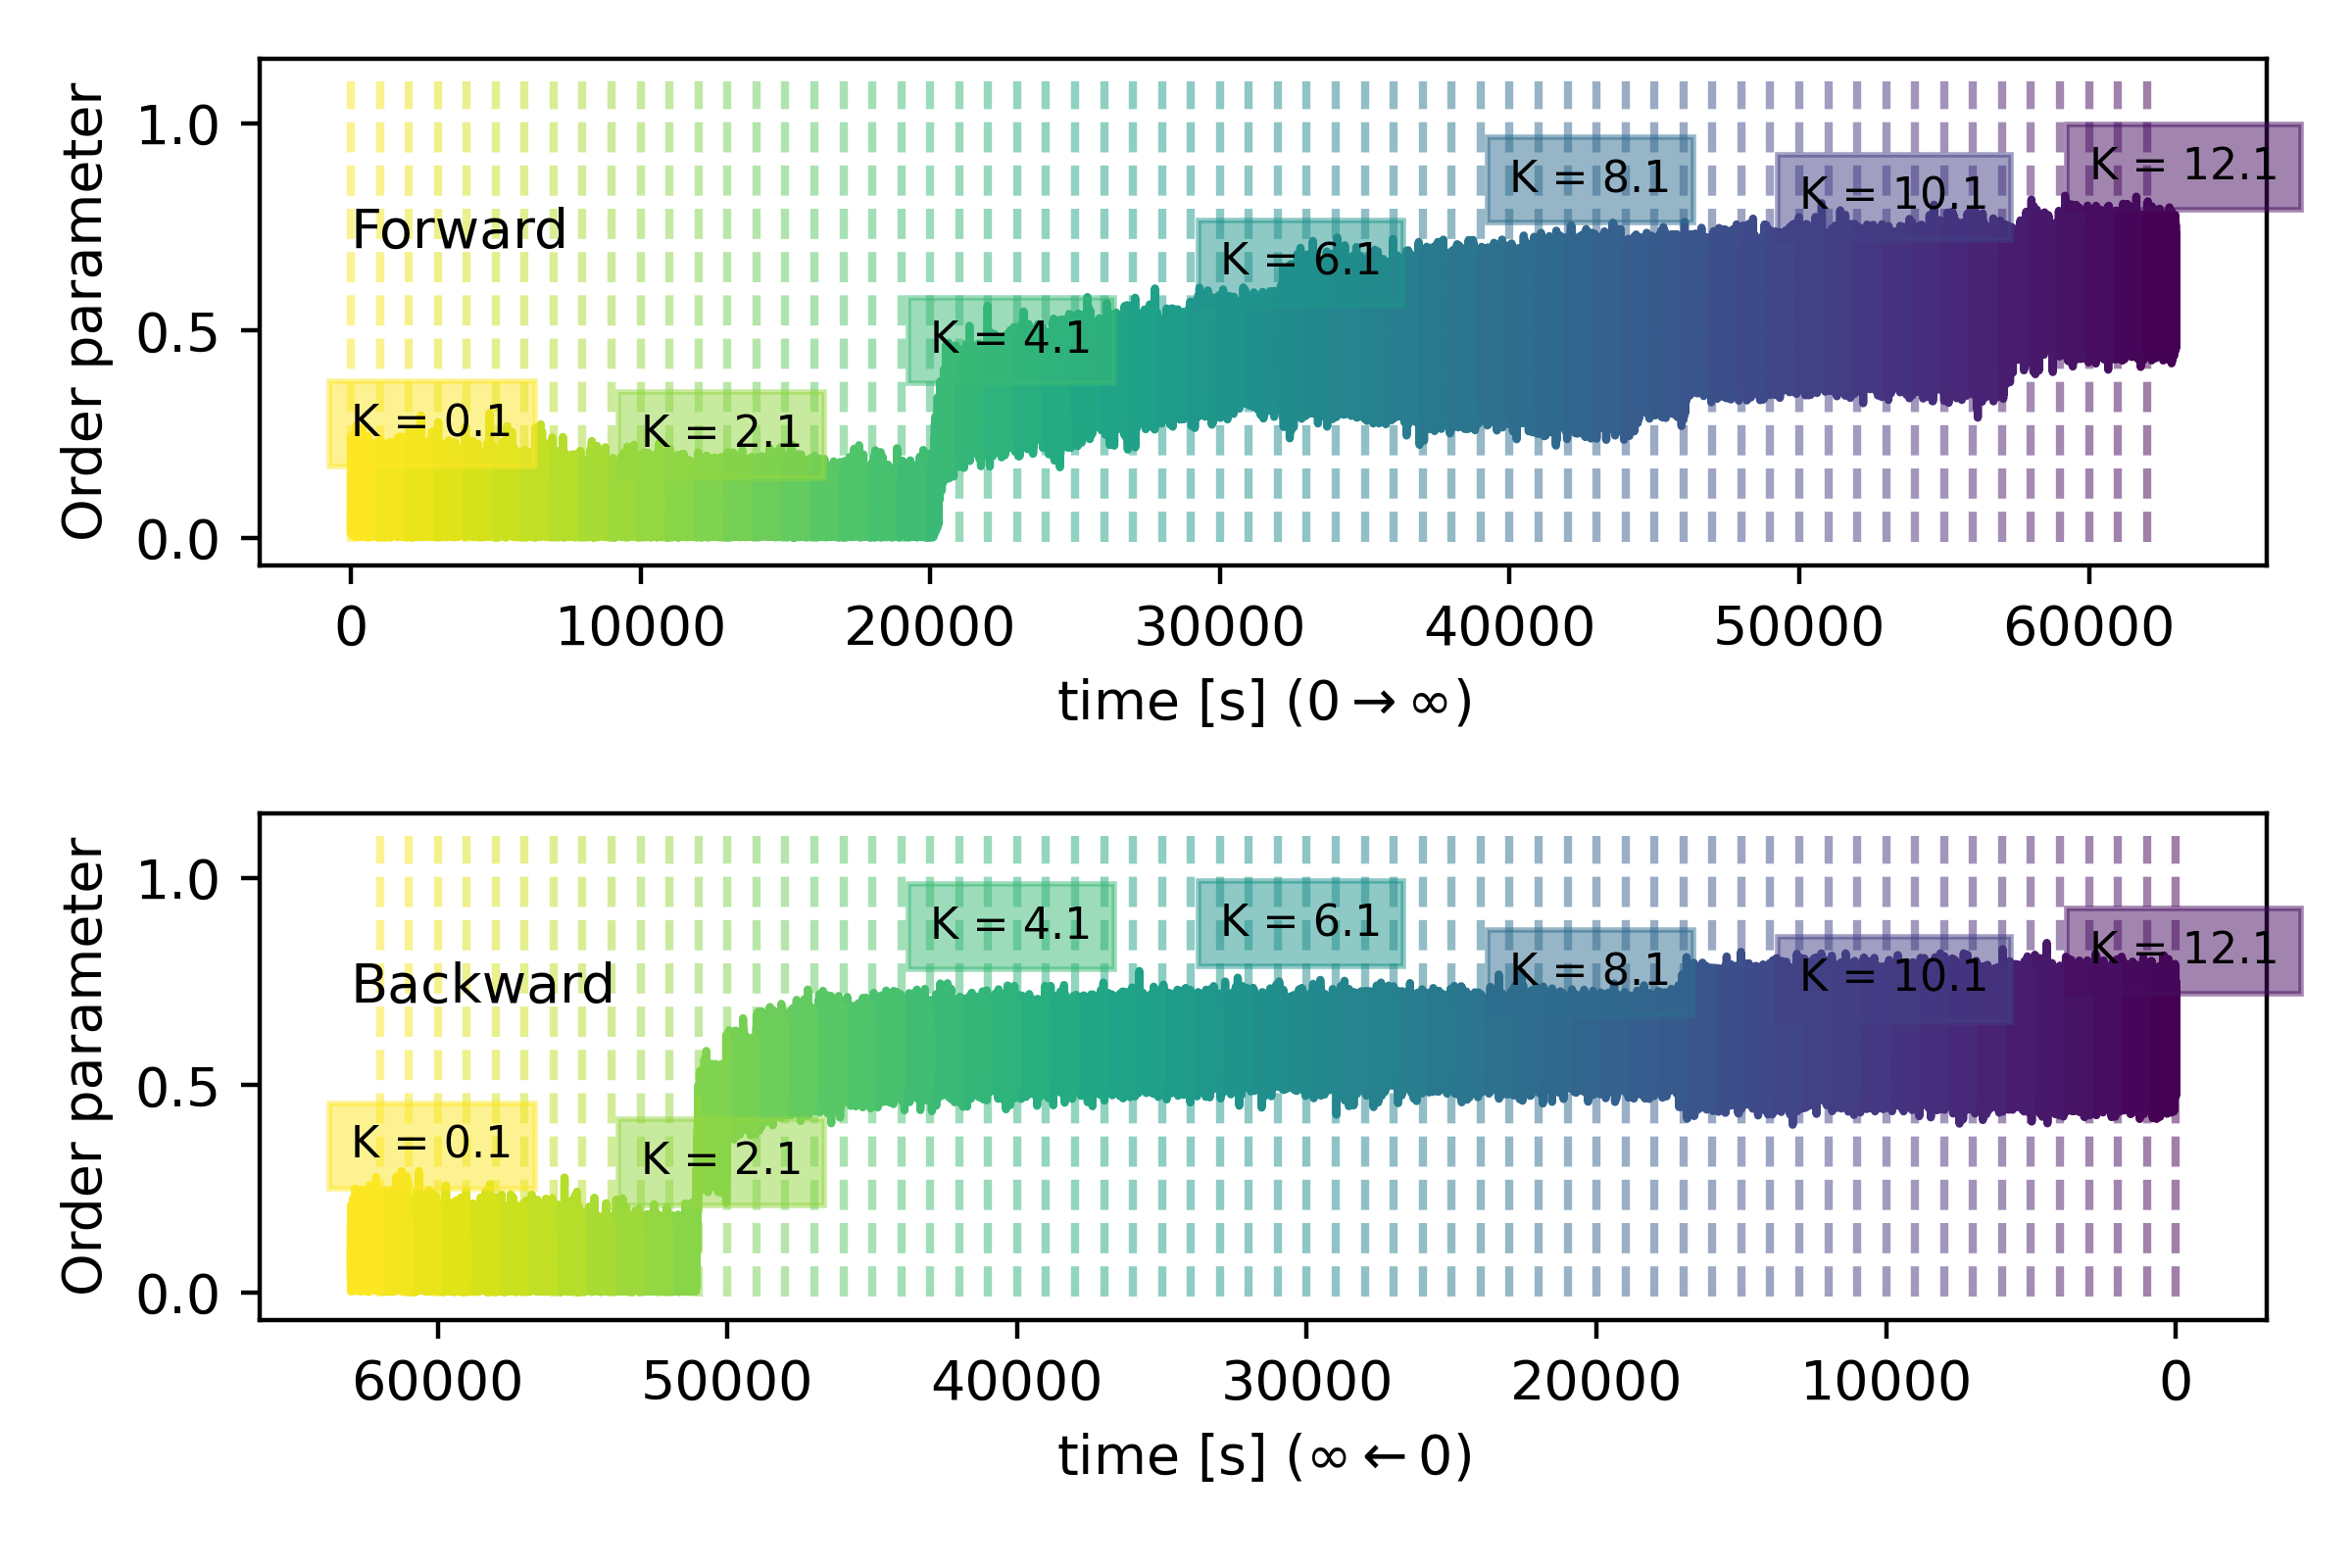 Order parameter
1.0
0.5
0.0
Forward
K = 0.1
K = 2.1
K = 4.1
K = 6.1
K = 8.1
K = 10.1
K = 12.1
0 10000 20000 30000 40000 50000 60000
time [s] (0 → ∞)
Order parameter
1.0
0.5
0.0
Backward
K = 0.1
K = 2.1
K = 4.1
K = 6.1
K = 8.1
K = 10.1
K = 12.1
60000 50000 40000 30000 20000 10000 0
time [s] (∞ ← 0)